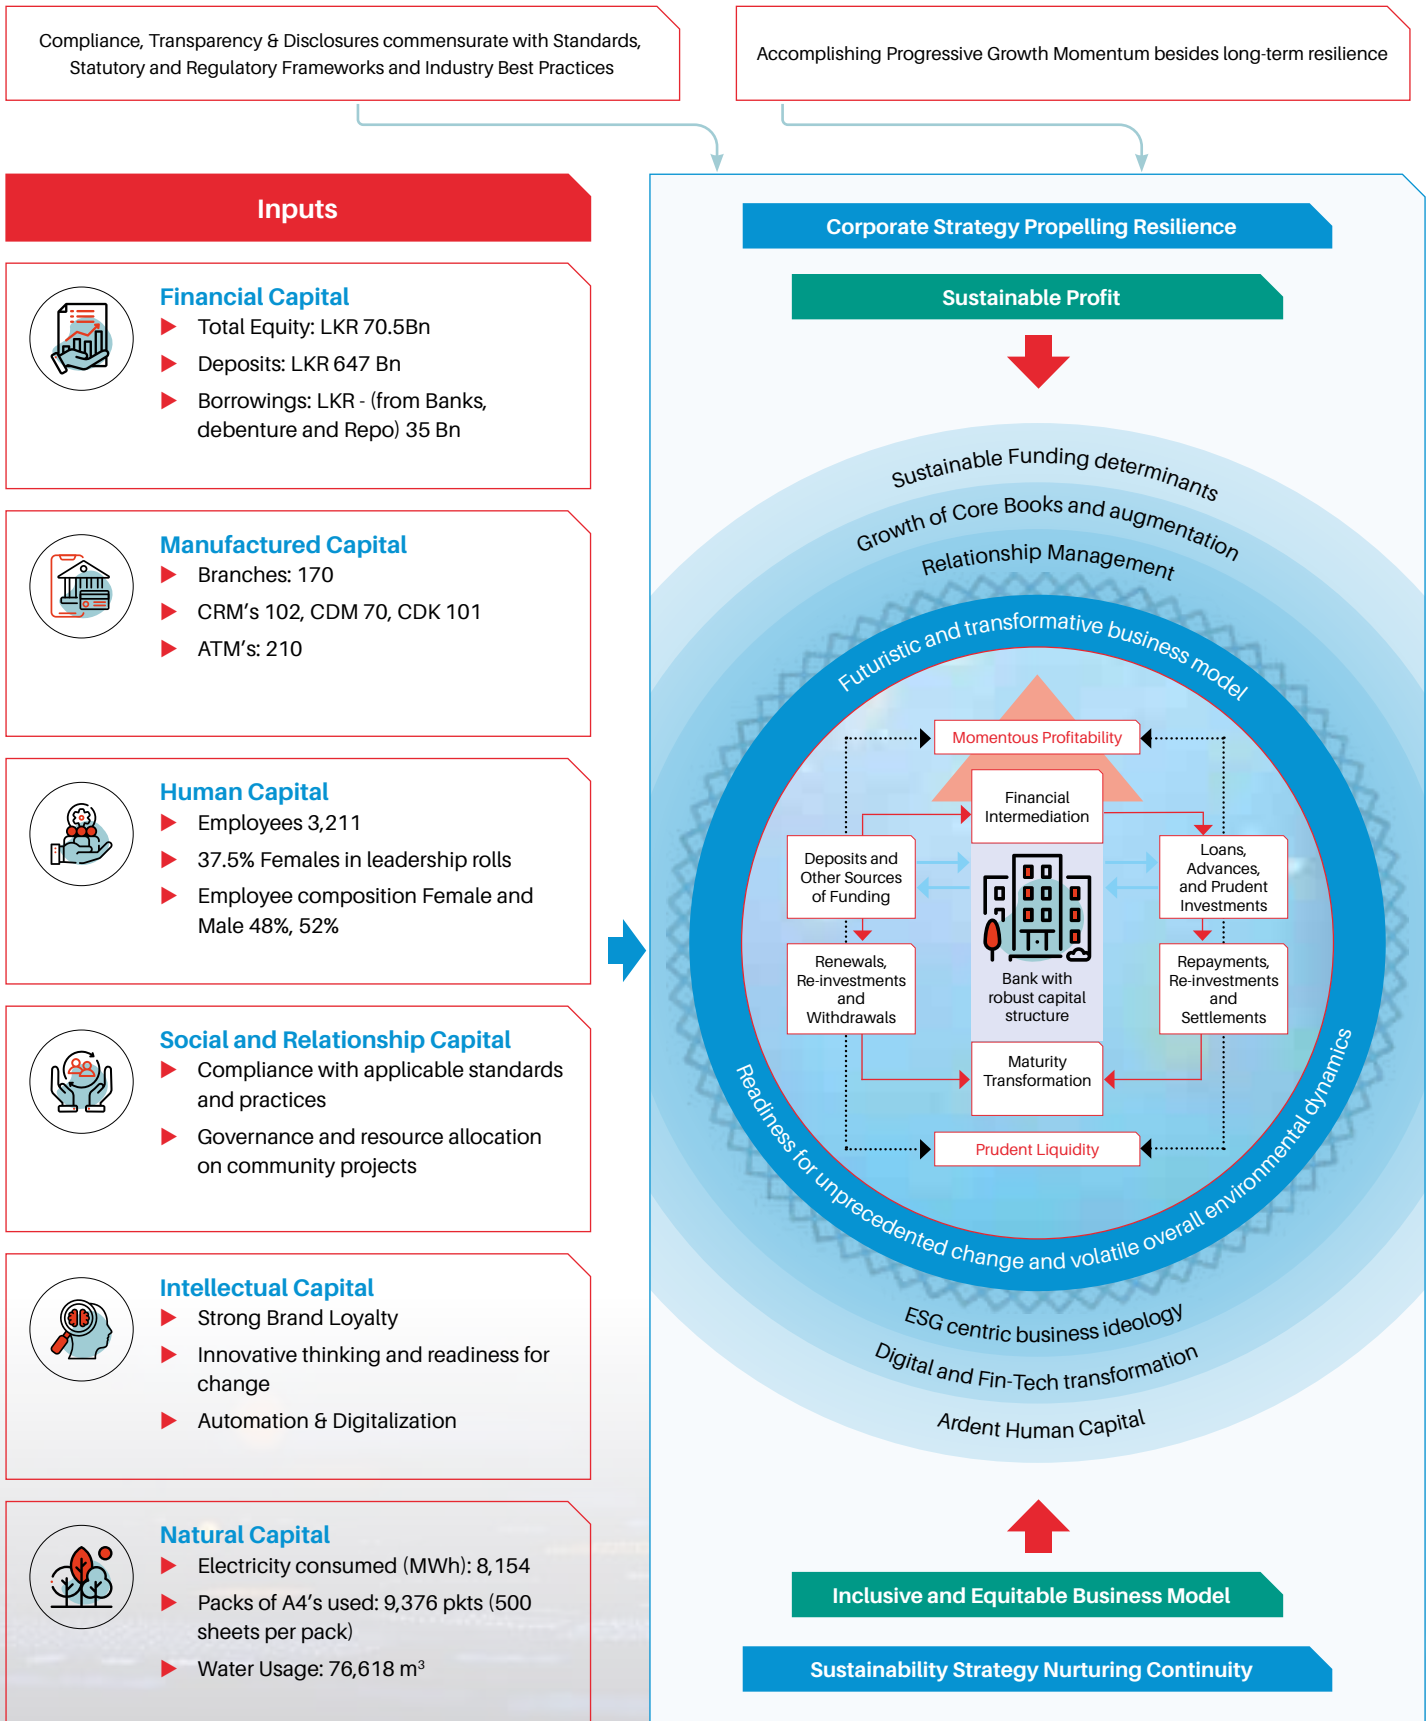 Compliance, Transparency & Disclosures commensurate with Standards,
Statutory and Regulatory Frameworks and Industry Best Practices
Accomplishing Progressive Growth Momentum besides long-term resilience
Inputs
Financial Capital
Total Equity: LKR 70.5Bn
Deposits: LKR 647 Bn
Borrowings: LKR - (from Banks,
debenture and Repo) 35 Bn
Manufactured Capital
Branches: 170
CRM's 102, CDM 70, CDK 101
ATM's: 210
Human Capital
Employees 3,211
37.5% Females in leadership rolls
Employee composition Female and
Male 48%, 52%
Social and Relationship Capital
Compliance with applicable standards
and practices
Governance and resource allocation
on community projects
Intellectual Capital
Strong Brand Loyalty
Innovative thinking and readiness for
change
Automation & Digitalization
Natural Capital
Electricity consumed (MWh): 8,154
Packs of A4's used: 9,376 pkts (500
sheets per pack)
Water Usage: 76,618 m³
Corporate Strategy Propelling Resilience
Sustainable Profit
Sustainable Funding determinants
Growth of Core Books and augmentation
Relationship Management
Futuristic and transformative business model
Momentous Profitability
Financial
Intermediation
Deposits and
Other Sources
of Funding
Loans,
Advances,
and Prudent
Investments
Renewals,
Re-investments
and
Withdrawals
Bank with
robust capital
structure
Repayments,
Re-investments
and
Settlements
Maturity
Transformation
Prudent Liquidity
Readiness for unprecedented change and volatile overall environmental dynamics
ESG centric business ideology
Digital and Fin-Tech transformation
Ardent Human Capital
Inclusive and Equitable Business Model
Sustainability Strategy Nurturing Continuity